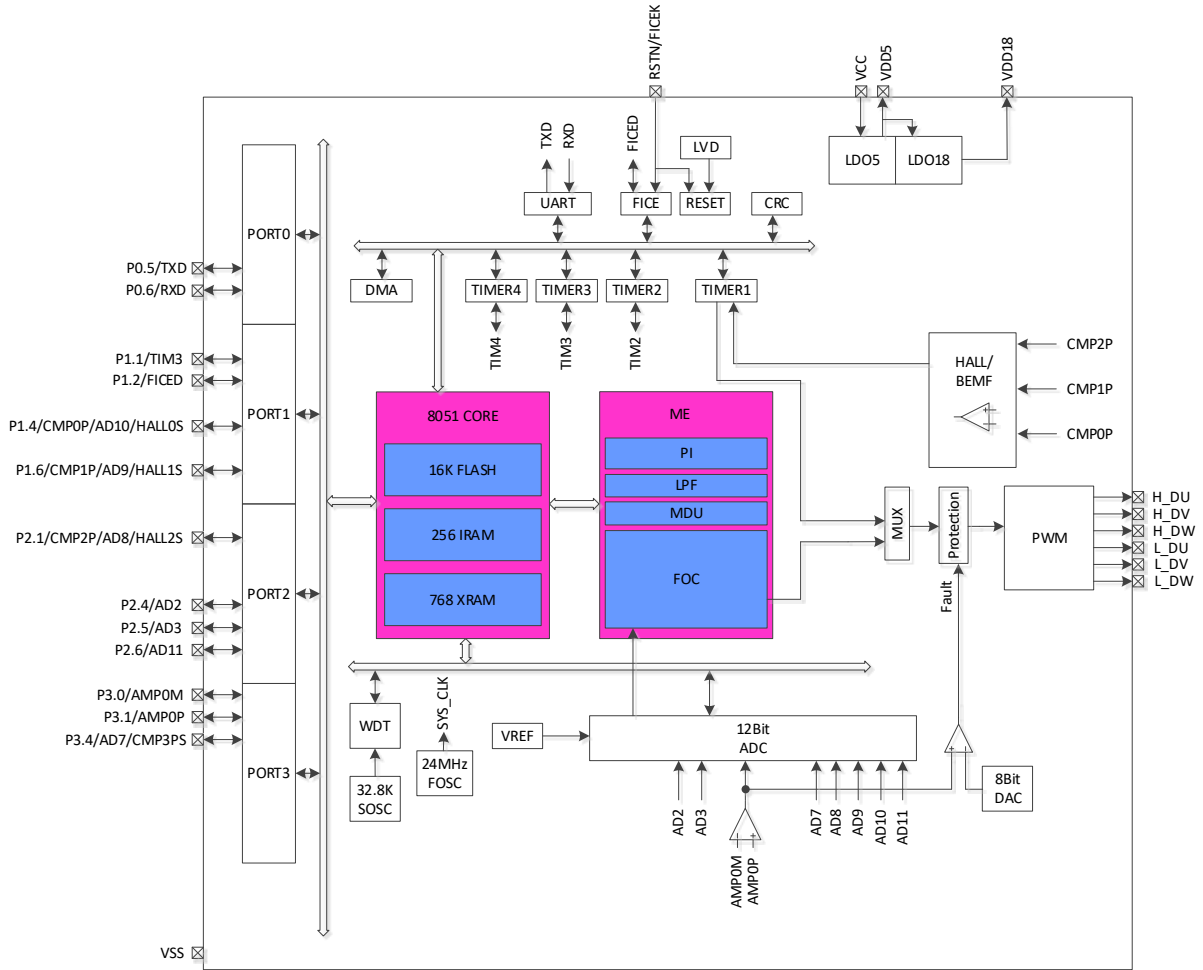 RSTN/FICEK
VCC
VDD5
VDD18
TXD
RXD
FICED
LVD
LDO5
LDO18
UART
FICE
RESET
CRC
PORT0
P0.5/TXD
P0.6/RXD
DMA
TIMER4
TIMER3
TIMER2
TIMER1
TIM4
TIM3
TIM2
P1.1/TIM3
P1.2/FICED
P1.4/CMP0P/AD10/HALL0S
P1.6/CMP1P/AD9/HALL1S
PORT1
HALL/
BEMF
CMP2P
CMP1P
CMP0P
8051 CORE
16K FLASH
256 IRAM
768 XRAM
ME
PI
LPF
MDU
FOC
MUX
Protection
Fault
PWM
H_DU
H_DV
H_DW
L_DU
L_DV
L_DW
P2.1/CMP2P/AD8/HALL2S
P2.4/AD2
P2.5/AD3
P2.6/AD11
PORT2
P3.0/AMP0M
P3.1/AMP0P
P3.4/AD7/CMP3PS
PORT3
WDT
32.8K
SOSC
SYS_CLK
24MHz
FOSC
VREF
12Bit
ADC
8Bit
DAC
AD2
AD3
AMP0M
AMP0P
AD7
AD8
AD9
AD10
AD11
VSS